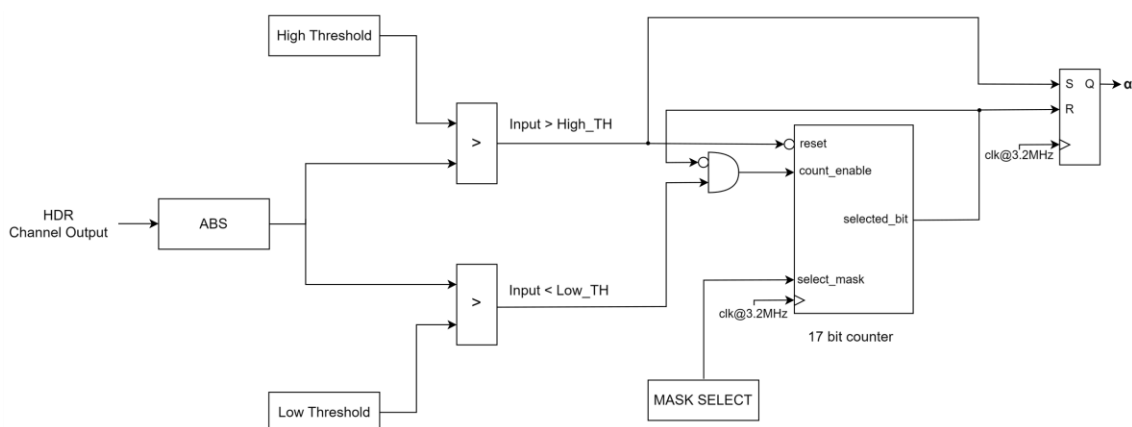 High Threshold
S Q α
Input > High_TH
R
>
reset
clk@3.2MHz
count_enable
HDR
Channel Output
ABS
selected_bit
Input < Low_TH
select_mask
>
clk@3.2MHz
17 bit counter
MASK SELECT
Low Threshold